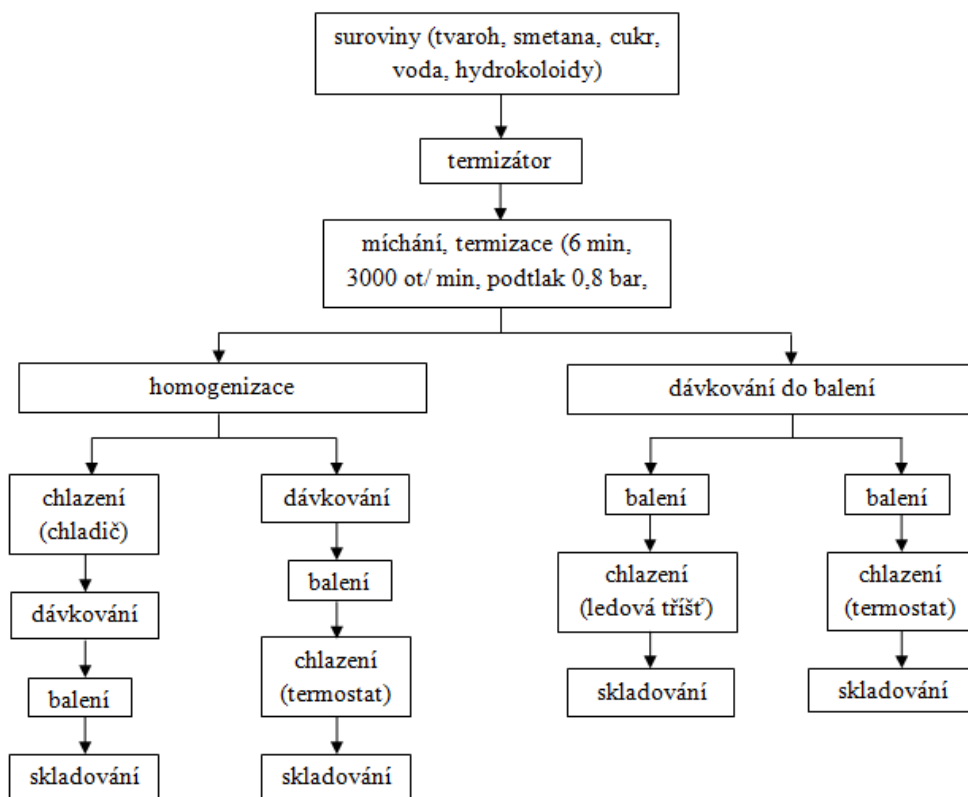 suroviny (tvaroh, smetana, cukr,
voda, hydrokoloidy)
termizátor
míchání, termizace (6 min,
3000 ot/ min, podtlak 0,8 bar,
homogenizace
dávkování do balení
chlazení
(chladič)
dávkování
balení
skladování
dávkování
balení
chlazení
(termostat)
skladování
balení
chlazení
(ledová tříšť)
skladování
balení
chlazení
(termostat)
skladování